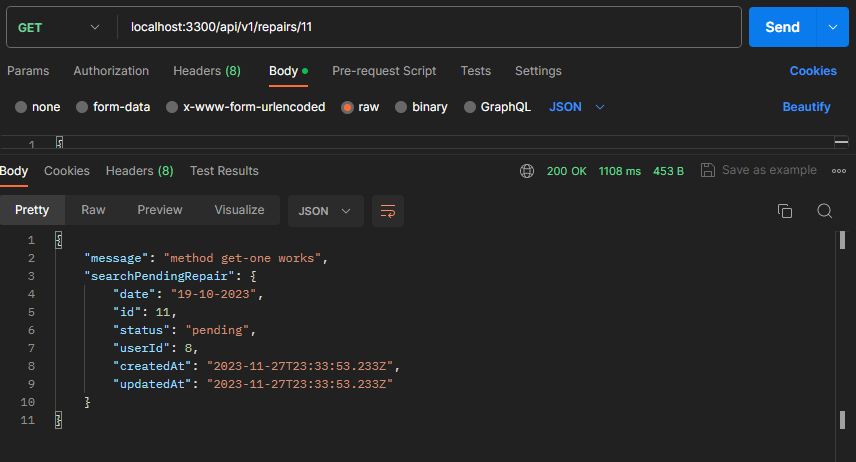 GET localhost:3300/api/v1/repairs/11 Send
Params Authorization Headers (8) Body Pre-request Script Tests Settings Cookies
none form-data x-www-form-urlencoded raw binary GraphQL JSON Beautify
1 {
Body Cookies Headers (8) Test Results 200 OK 1108 ms 453 B Save as example
Pretty Raw Preview Visualize JSON
1 {
2 "message": "method get-one works",
3 "searchPendingRepair": {
4 "date": "19-10-2023",
5 "id": 11,
6 "status": "pending",
7 "userId": 8,
8 "createdAt": "2023-11-27T23:33:53.233Z",
9 "updatedAt": "2023-11-27T23:33:53.233Z"
10 }
11 }